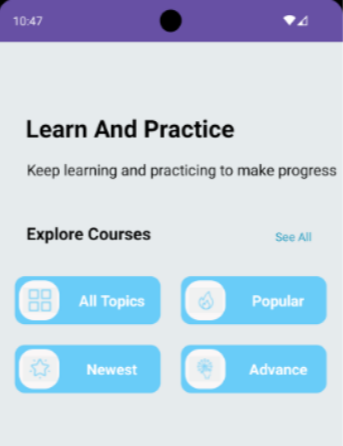 10:47
Learn And Practice
Keep learning and practicing to make progress
Explore Courses
See All
All Topics
Popular
Newest
Advance